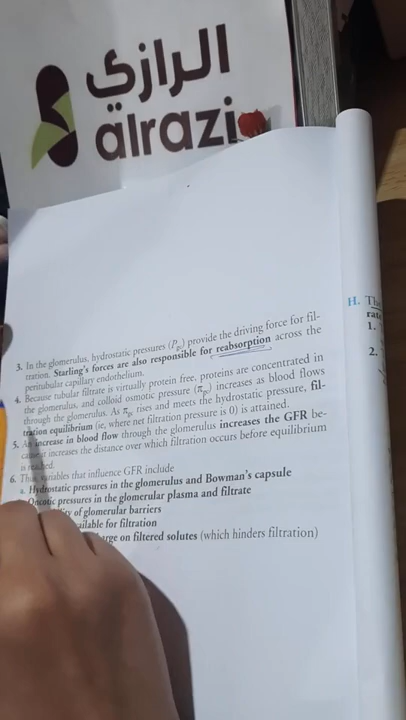 الرازي
alrazi
3. In the glomerulus, hydrostatic pressures (Pgc) provide the driving force for fil-
tration. Starling's forces are also responsible for reabsorption across the
peritubular capillary endothelium.
4. Because tubular filtrate is virtually protein free, proteins are concentrated in
the glomerulus, and colloid osmotic pressure (πgc) increases as blood flows
through the glomerulus. As πgc rises and meets the hydrostatic pressure, fil-
tration equilibrium (ie, where net filtration pressure is 0) is attained.
5. An increase in blood flow through the glomerulus increases the GFR be-
cause it increases the distance over which filtration occurs before equilibrium
is reached.
6. Thus, variables that influence GFR include
a. Hydrostatic pressures in the glomerulus and Bowman's capsule
Oncotic pressures in the glomerular plasma and filtrate
of glomerular barriers
for filtration
on filtered solutes (which hinders filtration)
H. The
rate
1.
2.